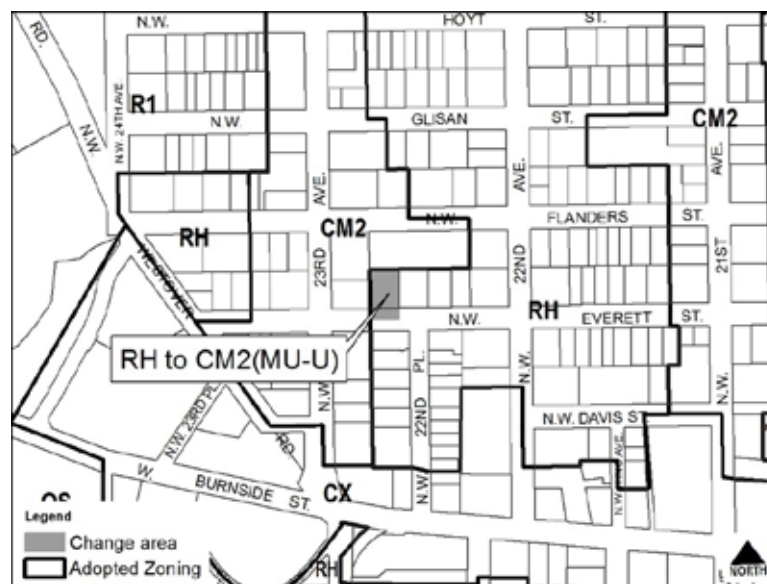 N.W.
HOYT
ST.
RD.
N.W.
N.W. 24TH AVE.
R1
N.W.
GLISAN
ST.
CM2
AVE.
AVE.
AVE.
RH
CM2
N.W.
FLANDERS
ST.
WESTOVER
23RD
22ND
21ST
N.W.
RH
EVERETT
ST.
RH to CM2(MU-U)
PL.
22ND
N.W.
N.W.
N.W.
N.W. 23RD PL.
N.W. DAVIS ST.
RD.
W. BURNSIDE ST.
CX
N.W.
Legend
Change area
Adopted Zoning
RH
NORTH